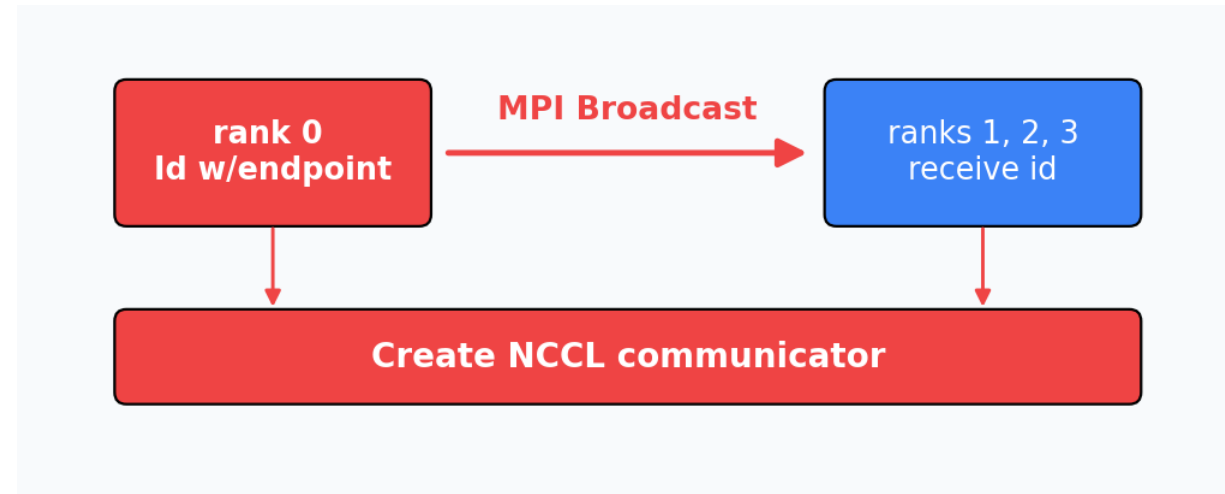 rank 0
Id w/endpoint
MPI Broadcast
ranks 1, 2, 3
receive id
Create NCCL communicator